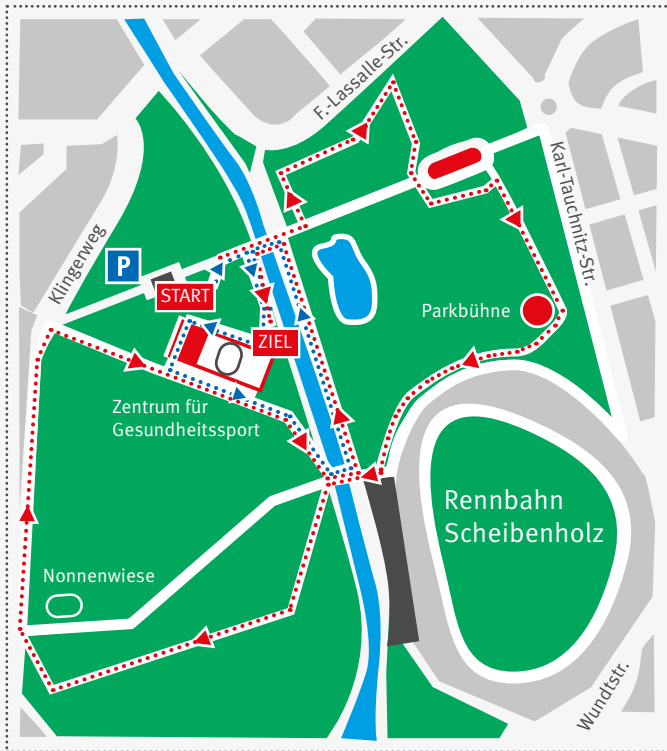 F.-Lassalle-Str.
Karl-Tauchnitz-Str.
Klingerweg
P
START
ZIEL
Parkbühne
Zentrum für
Gesundheitssport
Rennbahn
Scheibenholz
Nonnenwiese
Wundtstr.